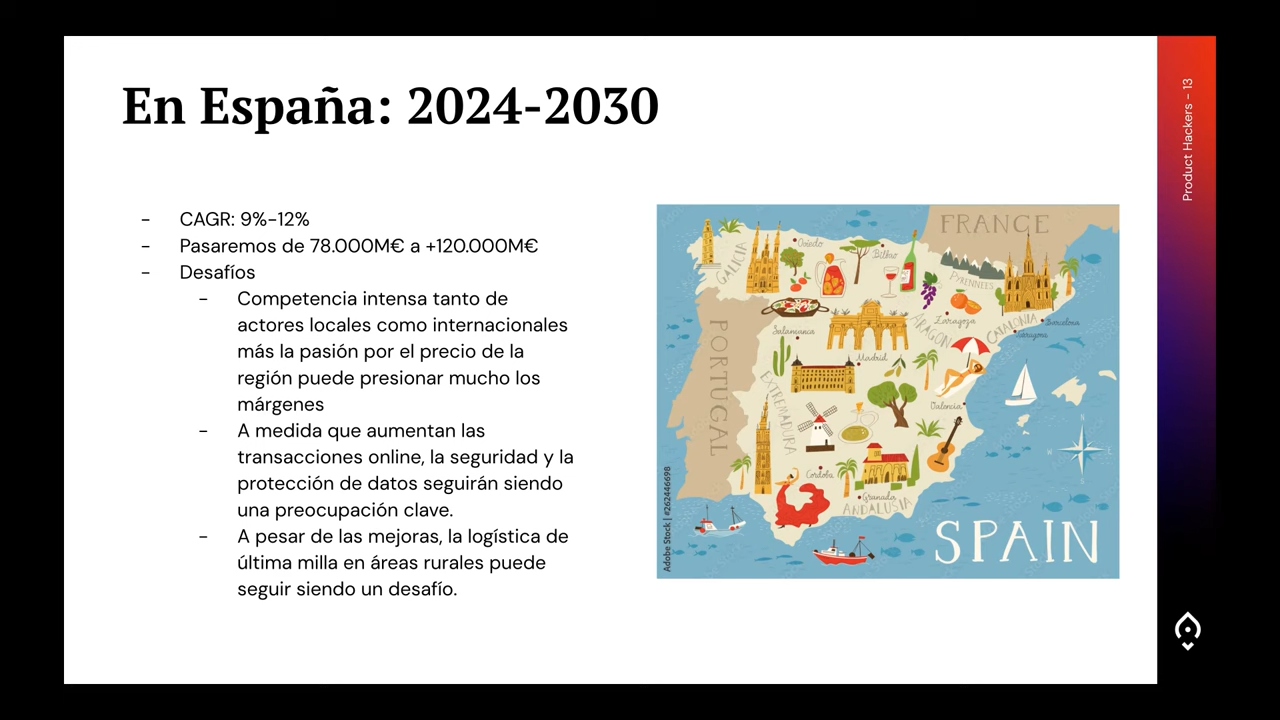 En España: 2024-2030
Product Hackers - 13
- CAGR: 9%-12%
- Pasaremos de 78.000M€ a +120.000M€
- Desafíos
- Competencia intensa tanto de
actores locales como internacionales
más la pasión por el precio de la
región puede presionar mucho los
márgenes
- A medida que aumentan las
transacciones online, la seguridad y la
protección de datos seguirán siendo
una preocupación clave.
- A pesar de las mejoras, la logística de
última milla en áreas rurales puede
seguir siendo un desafío.
FRANCE
Oviedo
Bilbao
GALICIA
PYRENNEES
Zaragoza
ARAGON
CATALONIA
Barcelona
Tarragona
Salamanca
PORTUGAL
Madrid
EXTREMADURA
Valencia
N
W
E
Cordoba
Granada
ANDALUSIA
SPAIN
Adobe Stock | #262446698